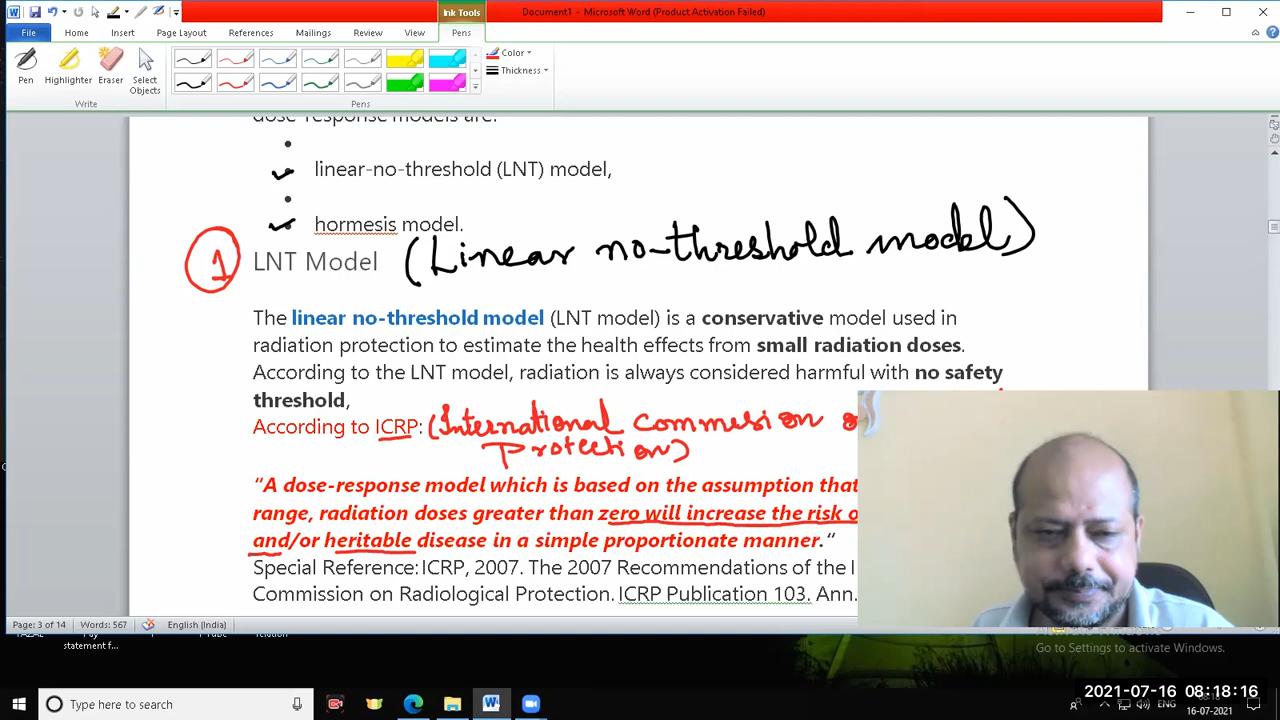 Ink Tools
Document1 - Microsoft Word (Product Activation Failed)
File Home Insert Page Layout References Mailings Review View Pens
Pen Highlighter Eraser Select Objects
Color
Thickness
Write
Pens
dose-response models are:
linear-no-threshold (LNT) model,
hormesis model.
1 LNT Model (Linear no-threshold model)
The linear no-threshold model (LNT model) is a conservative model used in
radiation protection to estimate the health effects from small radiation doses.
According to the LNT model, radiation is always considered harmful with no safety
threshold,
According to ICRP: (International Commesion
Protection)
“A dose-response model which is based on the assumption that
range, radiation doses greater than zero will increase the risk
and/or heritable disease in a simple proportionate manner.“
Special Reference: ICRP, 2007. The 2007 Recommendations of the
Commission on Radiological Protection. ICRP Publication 103. Ann.
Page: 3 of 14 Words: 567 English (India)
statement f...
Go to Settings to activate Windows.
Type here to search
ENG
2021-07-16 08:18:16
16-07-2021